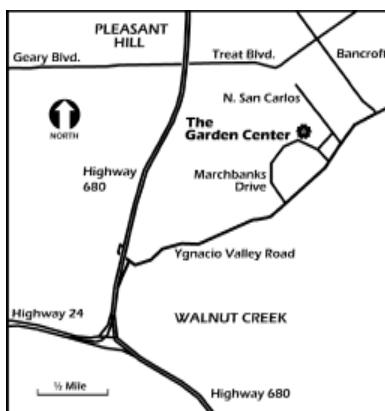 PLEASANT
HILL
Geary Blvd.
Treat Blvd.
Bancroft
N. San Carlos
The
Garden Center
NORTH
Highway
680
Marchbanks
Drive
Ygnacio Valley Road
Highway 24
WALNUT CREEK
½ Mile
Highway 680